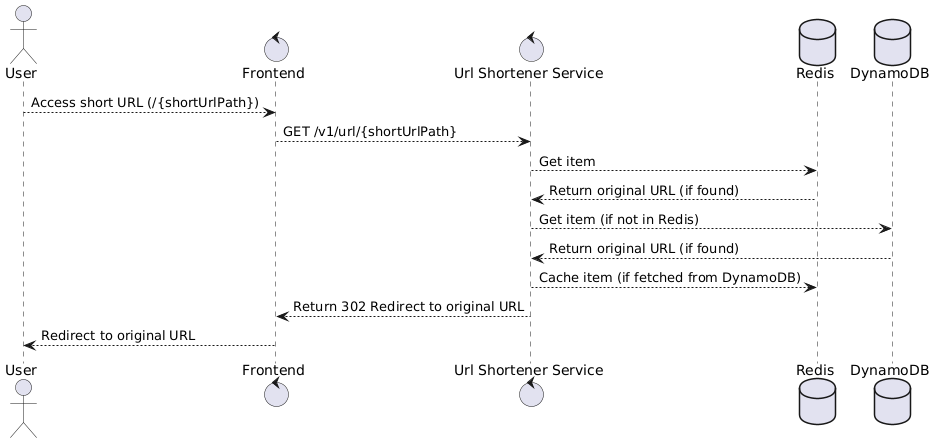 User
Frontend
Url Shortener Service
Redis
DynamoDB
Access short URL (/{shortUrlPath})
GET /v1/url/{shortUrlPath}
Get item
Return original URL (if found)
Get item (if not in Redis)
Return original URL (if found)
Cache item (if fetched from DynamoDB)
Return 302 Redirect to original URL
Redirect to original URL
User
Frontend
Url Shortener Service
Redis
DynamoDB